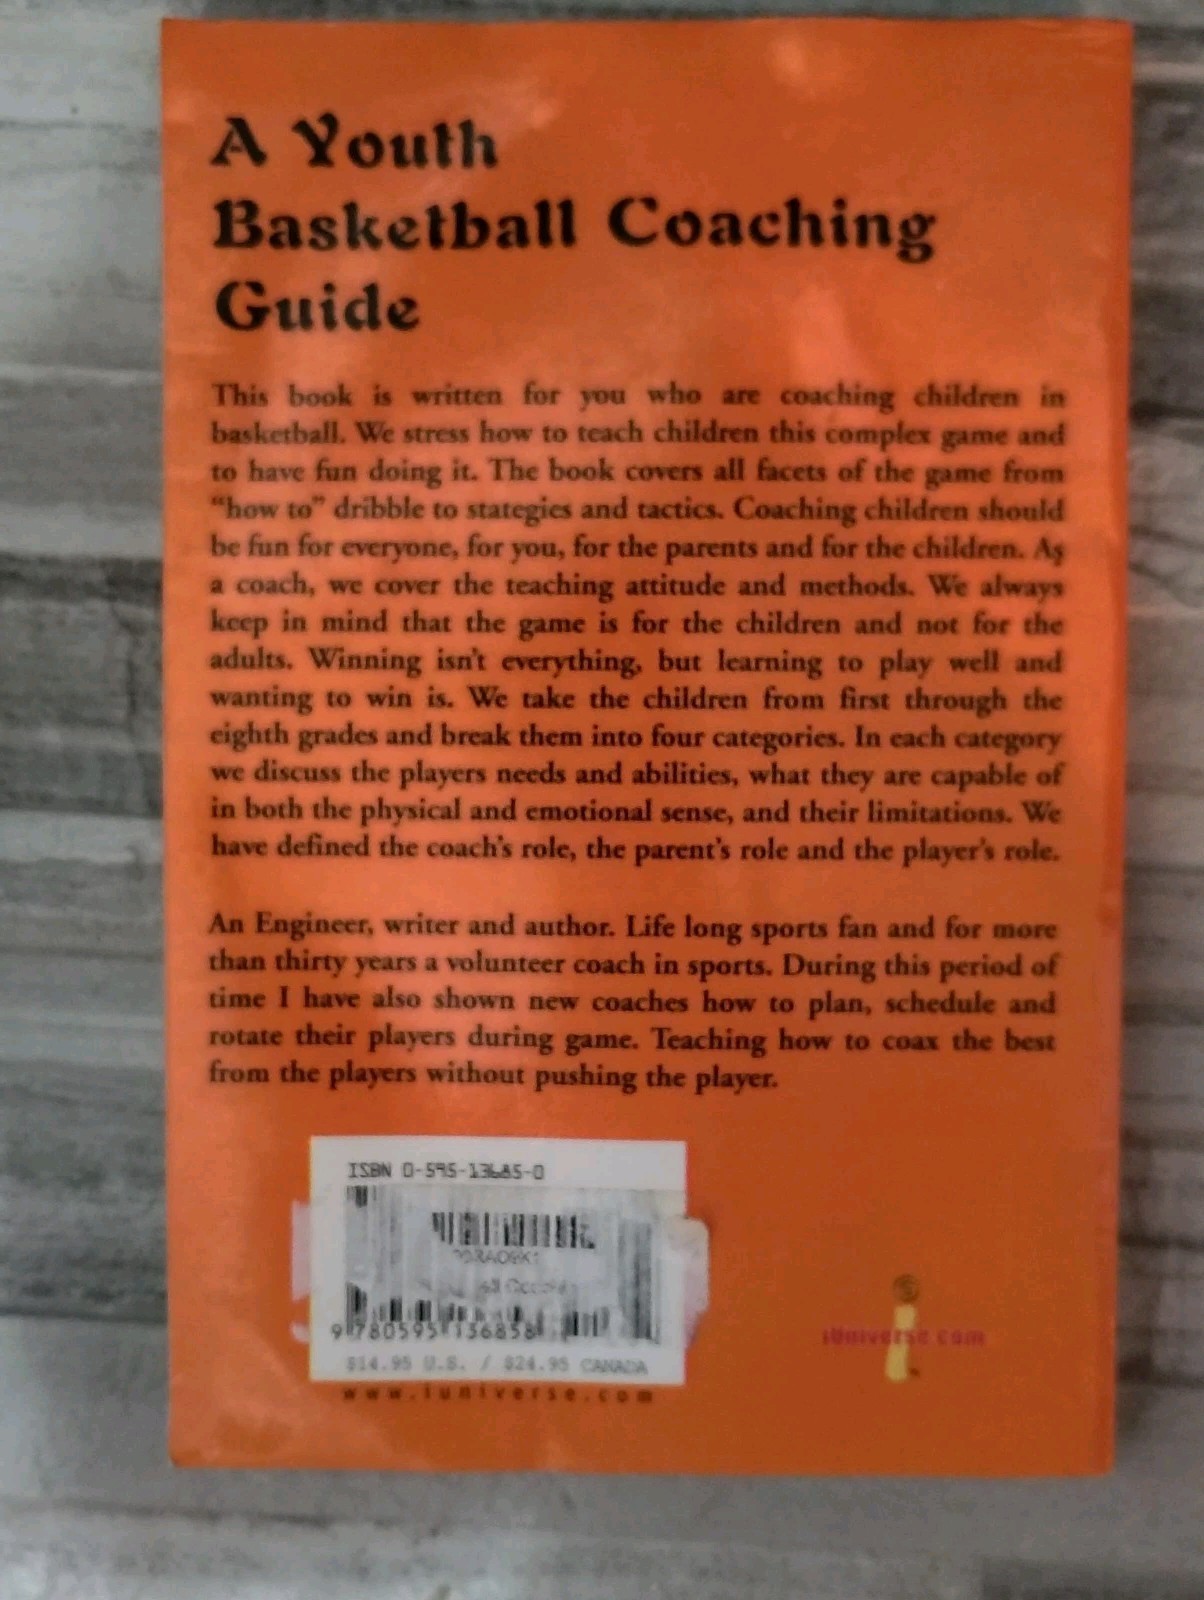 A Youth
Basketball Coaching
Guide
This book is written for you who are coaching children in
basketball. We stress how to teach children this complex game and
to have fun doing it. The book covers all facets of the game from
“how to” dribble to stategies and tactics. Coaching children should
be fun for everyone, for you, for the parents and for the children. As
a coach, we cover the teaching attitude and methods. We always
keep in mind that the game is for the children and not for the
adults. Winning isn't everything, but learning to play well and
wanting to win is. We take the children from first through the
eighth grades and break them into four categories. In each category
we discuss the players needs and abilities, what they are capable of
in both the physical and emotional sense, and their limitations. We
have defined the coach's role, the parent's role and the player's role.
An Engineer, writer and author. Life long sports fan and for more
than thirty years a volunteer coach in sports. During this period of
time I have also shown new coaches how to plan, schedule and
rotate their players during game. Teaching how to coax the best
from the players without pushing the player.
ISBN 0-595-13685-0
9 780595 136858
$14.95 U.S. / $24.95 CANADA
www.iuniverse.com
iUniverse.com